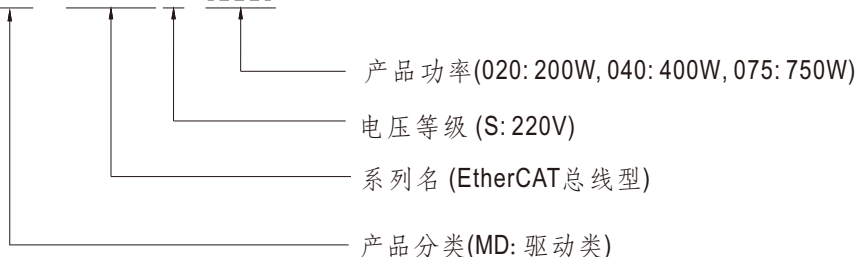 产品功率(020: 200W, 040: 400W, 075: 750W)
电压等级 (S: 220V)
系列名 (EtherCAT总线型)
产品分类(MD: 驱动类)